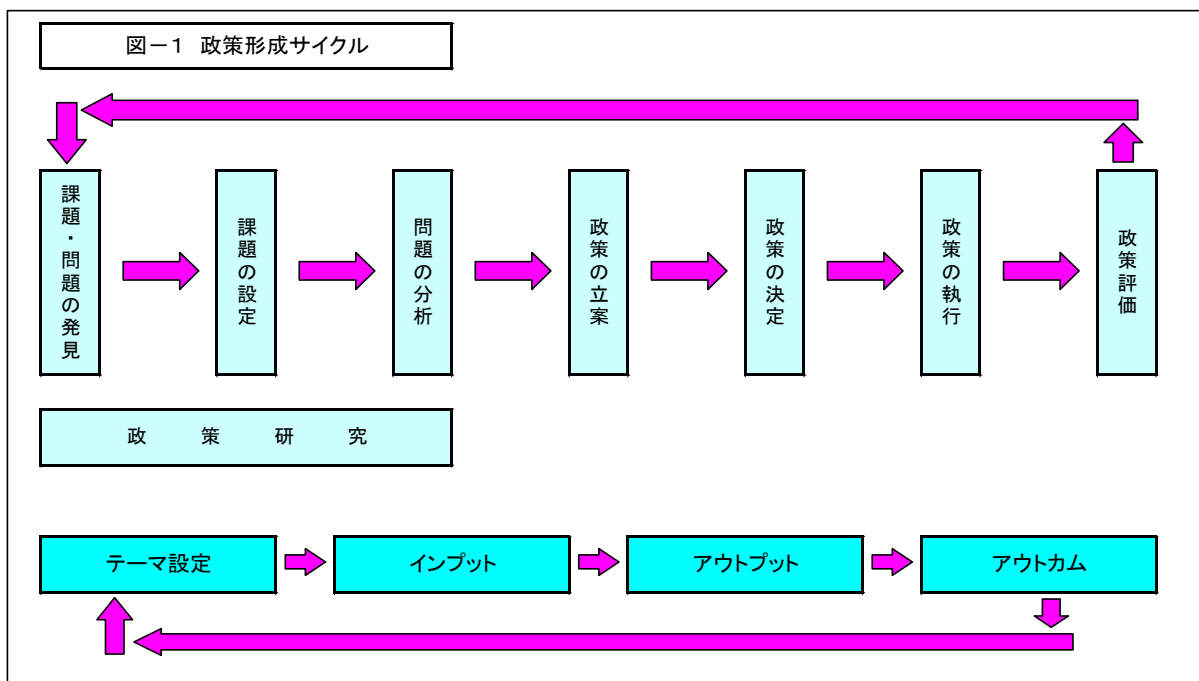 図－1 政策形成サイクル
課題・問題の発見
課題の設定
問題の分析
政策の立案
政策の決定
政策の執行
政策評価
政　策　研　究
テーマ設定
インプット
アウトプット
アウトカム